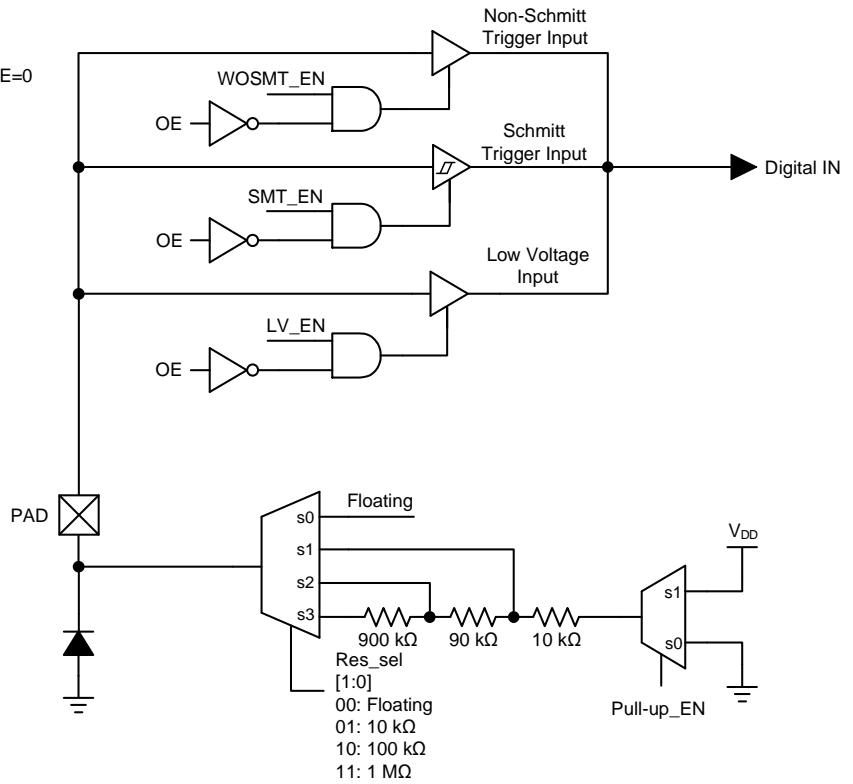 Non-Schmitt
Trigger Input
E=0
WOSMT_EN
OE
Schmitt
Trigger Input
Digital IN
SMT_EN
OE
Low Voltage
Input
LV_EN
OE
PAD
Floating
s0
s1
s2
s3
900 kΩ
90 kΩ
10 kΩ
VDD
s1
s0
Pull-up_EN
Res_sel
[1:0]
00: Floating
01: 10 kΩ
10: 100 kΩ
11: 1 MΩ